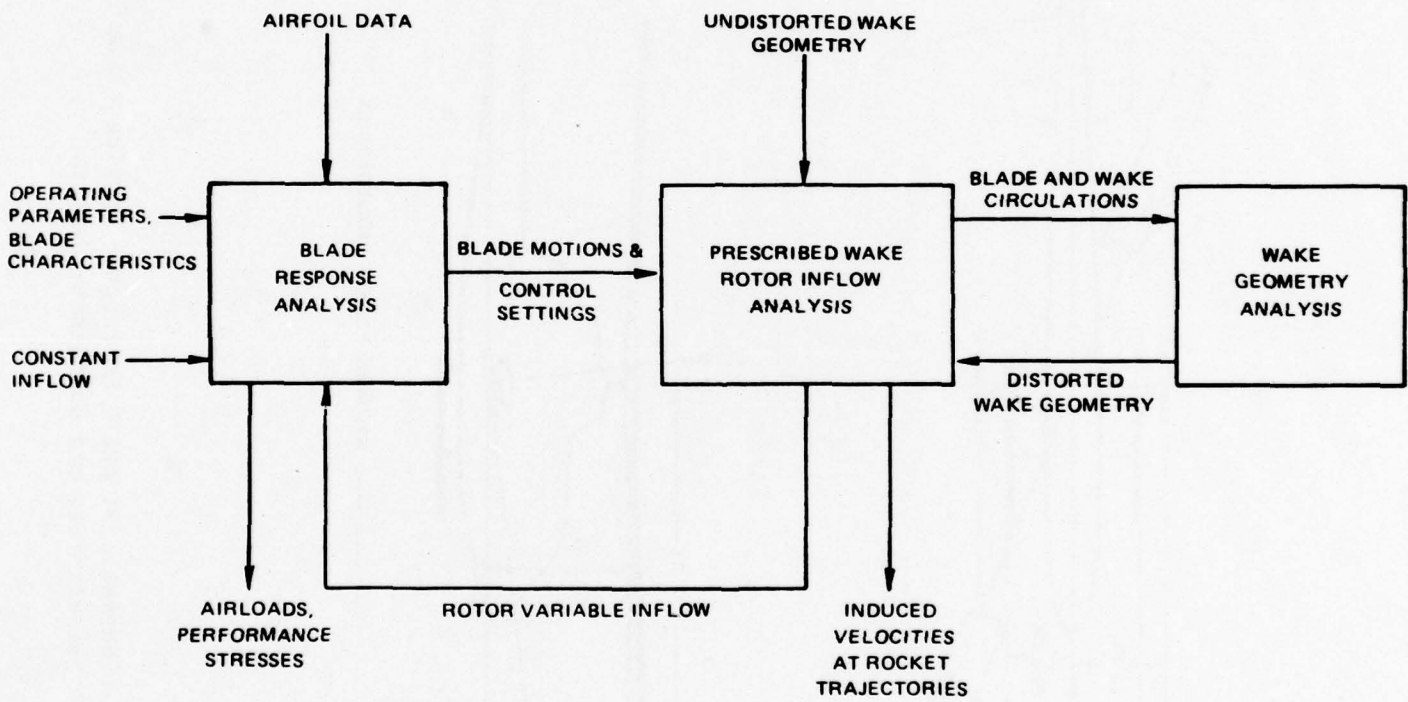 AIRFOIL DATA
UNDISTORTED WAKE
GEOMETRY
OPERATING
PARAMETERS,
BLADE
CHARACTERISTICS
CONSTANT
INFLOW
BLADE
RESPONSE
ANALYSIS
BLADE MOTIONS &
CONTROL
SETTINGS
PRESCRIBED WAKE
ROTOR INFLOW
ANALYSIS
BLADE AND WAKE
CIRCULATIONS
DISTORTED
WAKE GEOMETRY
WAKE
GEOMETRY
ANALYSIS
AIRLOADS,
PERFORMANCE
STRESSES
ROTOR VARIABLE INFLOW
INDUCED
VELOCITIES
AT ROCKET
TRAJECTORIES